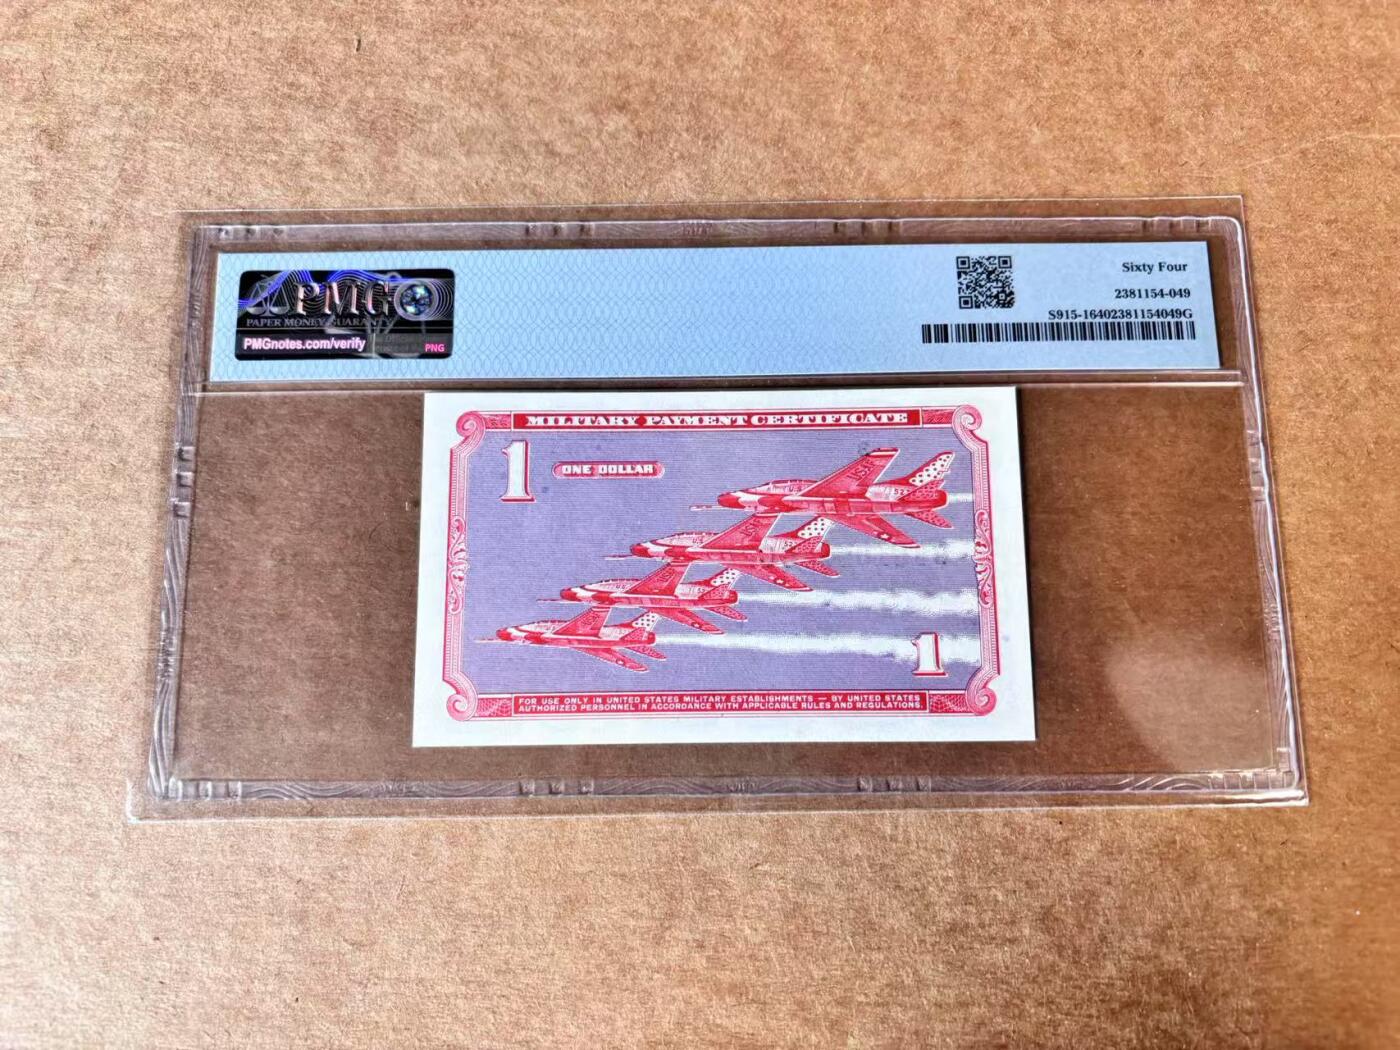 PMG
PAPER MONEY GUARANTY
PMGnotes.com/verify
PNG
Sixty Four
2381154-049
S915-16402381154049G
MILITARY PAYMENT CERTIFICATE
1
ONE DOLLAR
1
FOR USE ONLY IN UNITED STATES MILITARY ESTABLISHMENTS — BY UNITED STATES
AUTHORIZED PERSONNEL IN ACCORDANCE WITH APPLICABLE RULES AND REGULATIONS.